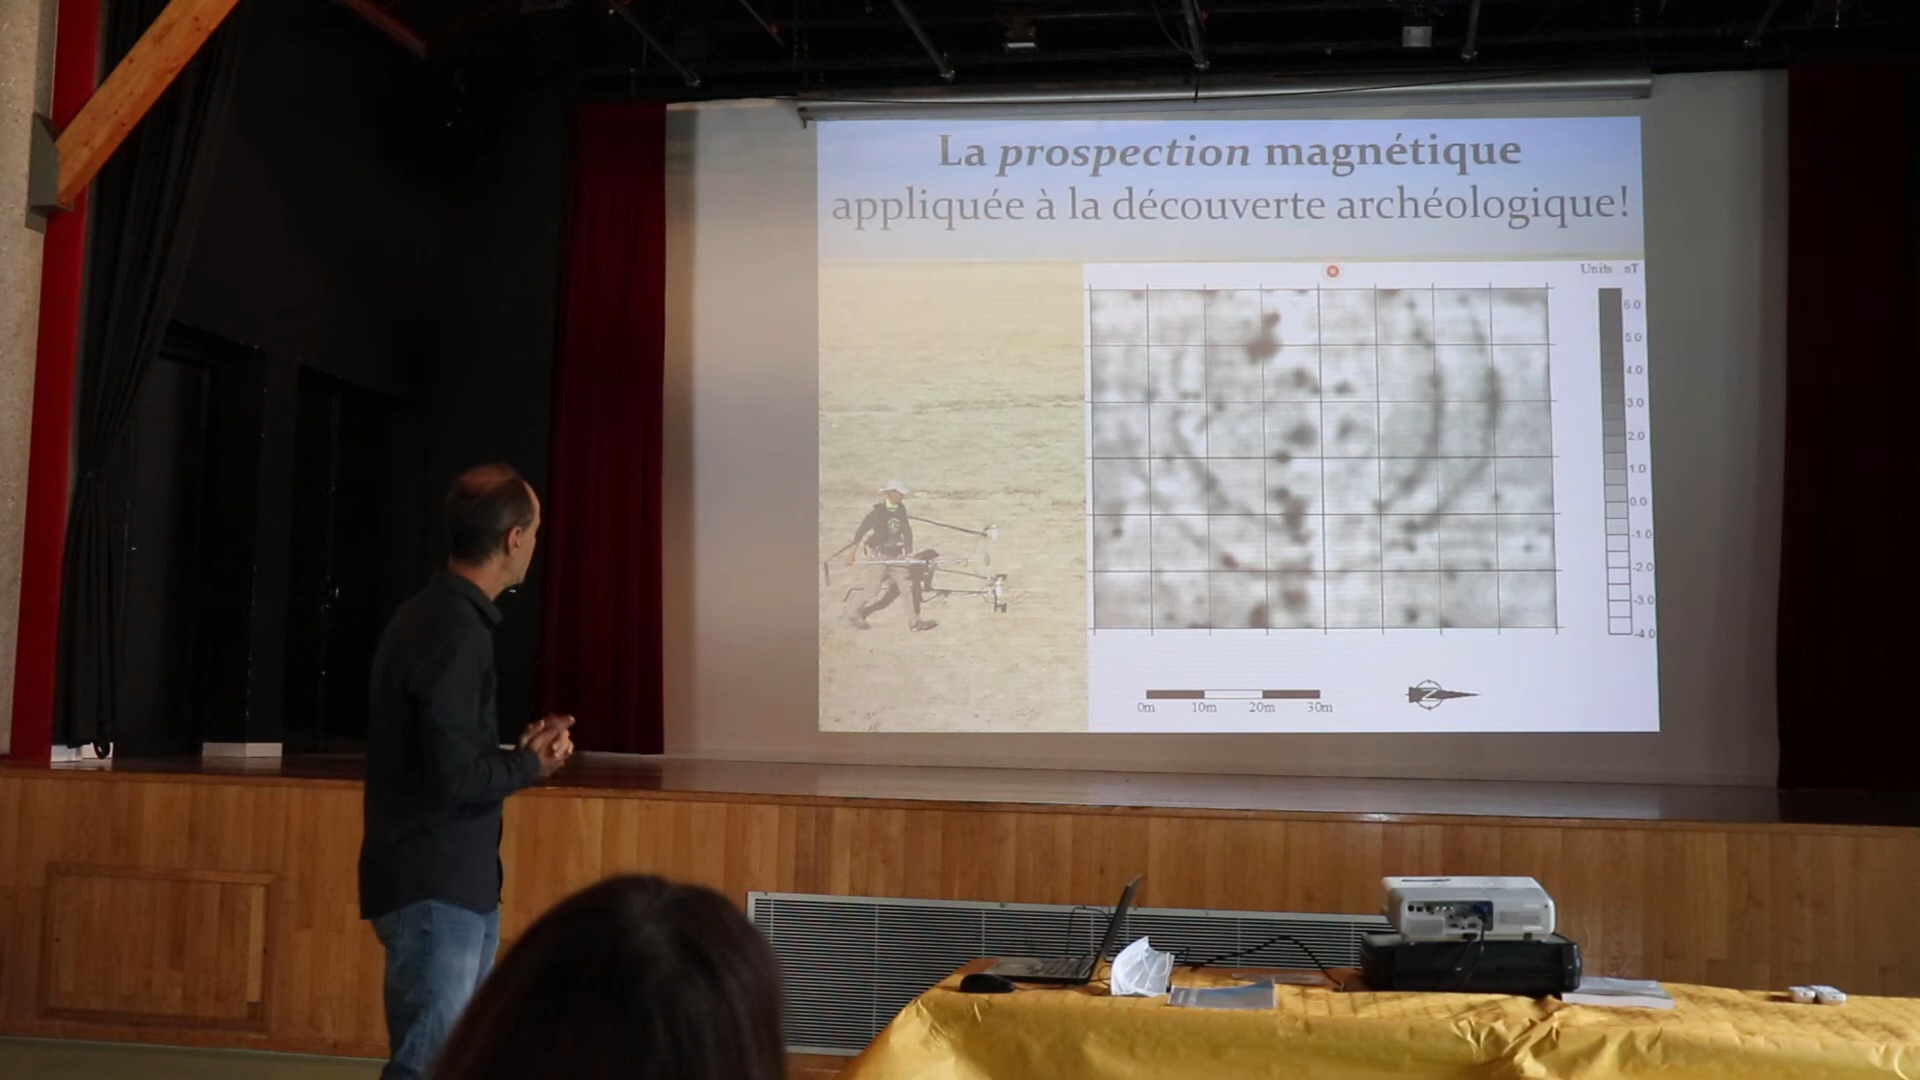 La prospection magnétique
appliquée à la découverte archéologique!
Units nT
6.0
5.0
4.0
3.0
2.0
1.0
0.0
-1.0
-2.0
-3.0
-4.0
0m 10m 20m 30m
Z